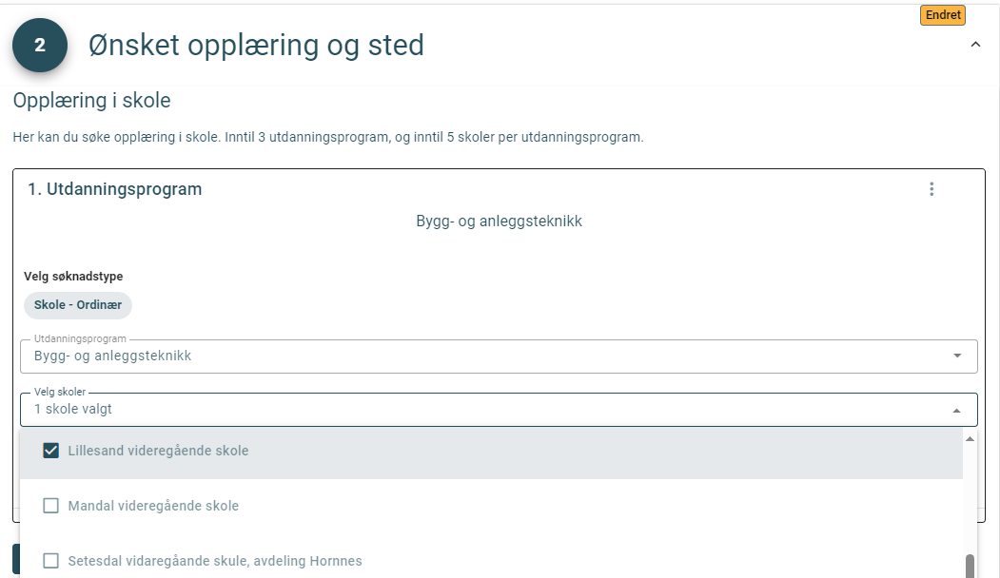 Endret
2
Ønsket opplæring og sted
Opplæring i skole
Her kan du søke opplæring i skole. Inntil 3 utdanningsprogram, og inntil 5 skoler per utdanningsprogram.
1. Utdanningsprogram
Bygg- og anleggsteknikk
Velg søknadstype
Skole - Ordinær
Utdanningsprogram
Bygg- og anleggsteknikk
Velg skoler
1 skole valgt
Lillesand videregående skole
Mandal videregående skole
Setesdal vidaregåande skule, avdeling Hornnes